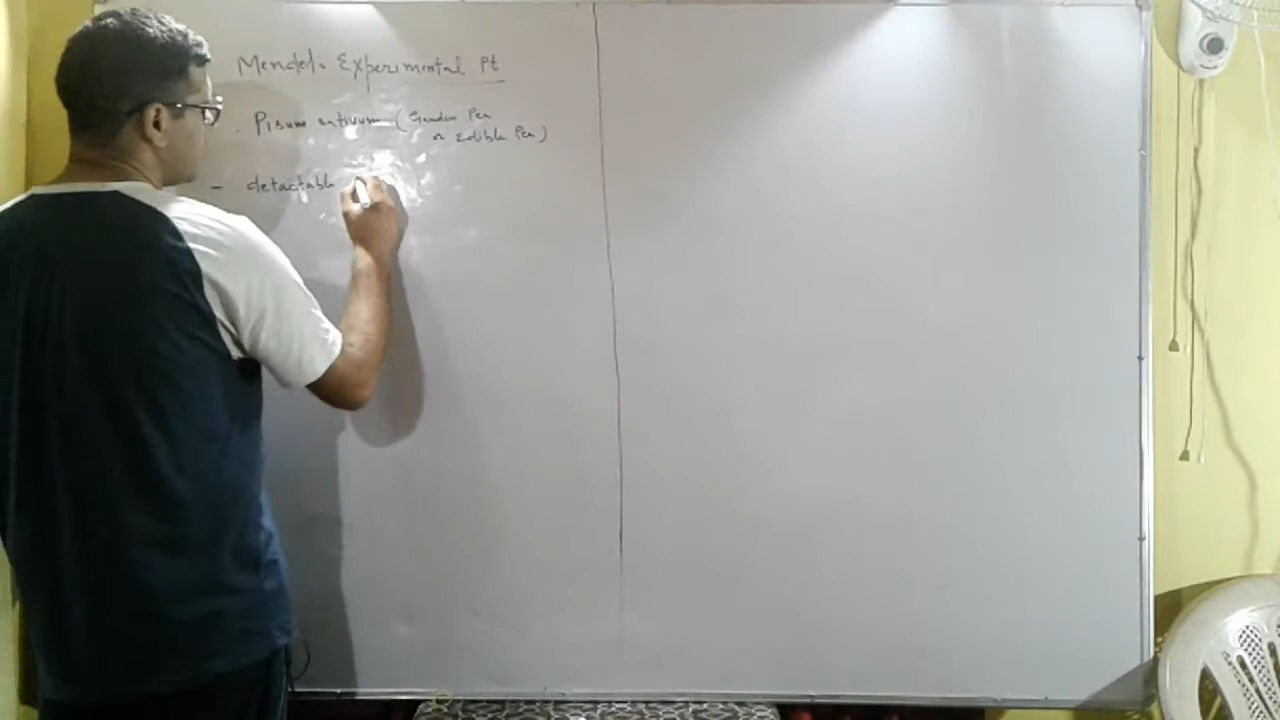 Mendel's Experimental Pt
. Pisum sativum (Garden Pea
or Edible Pea)
- detactable